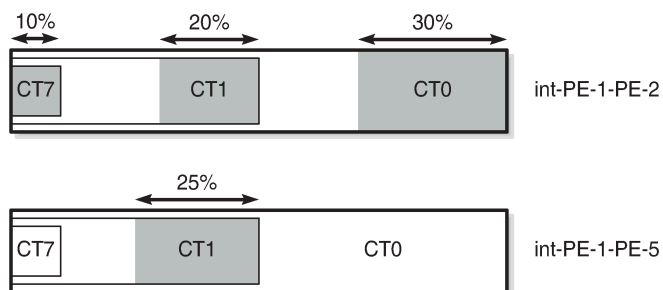 10% 20% 30%
CT7 CT1 CT0 int-PE-1-PE-2
25%
CT7 CT1 CT0 int-PE-1-PE-5